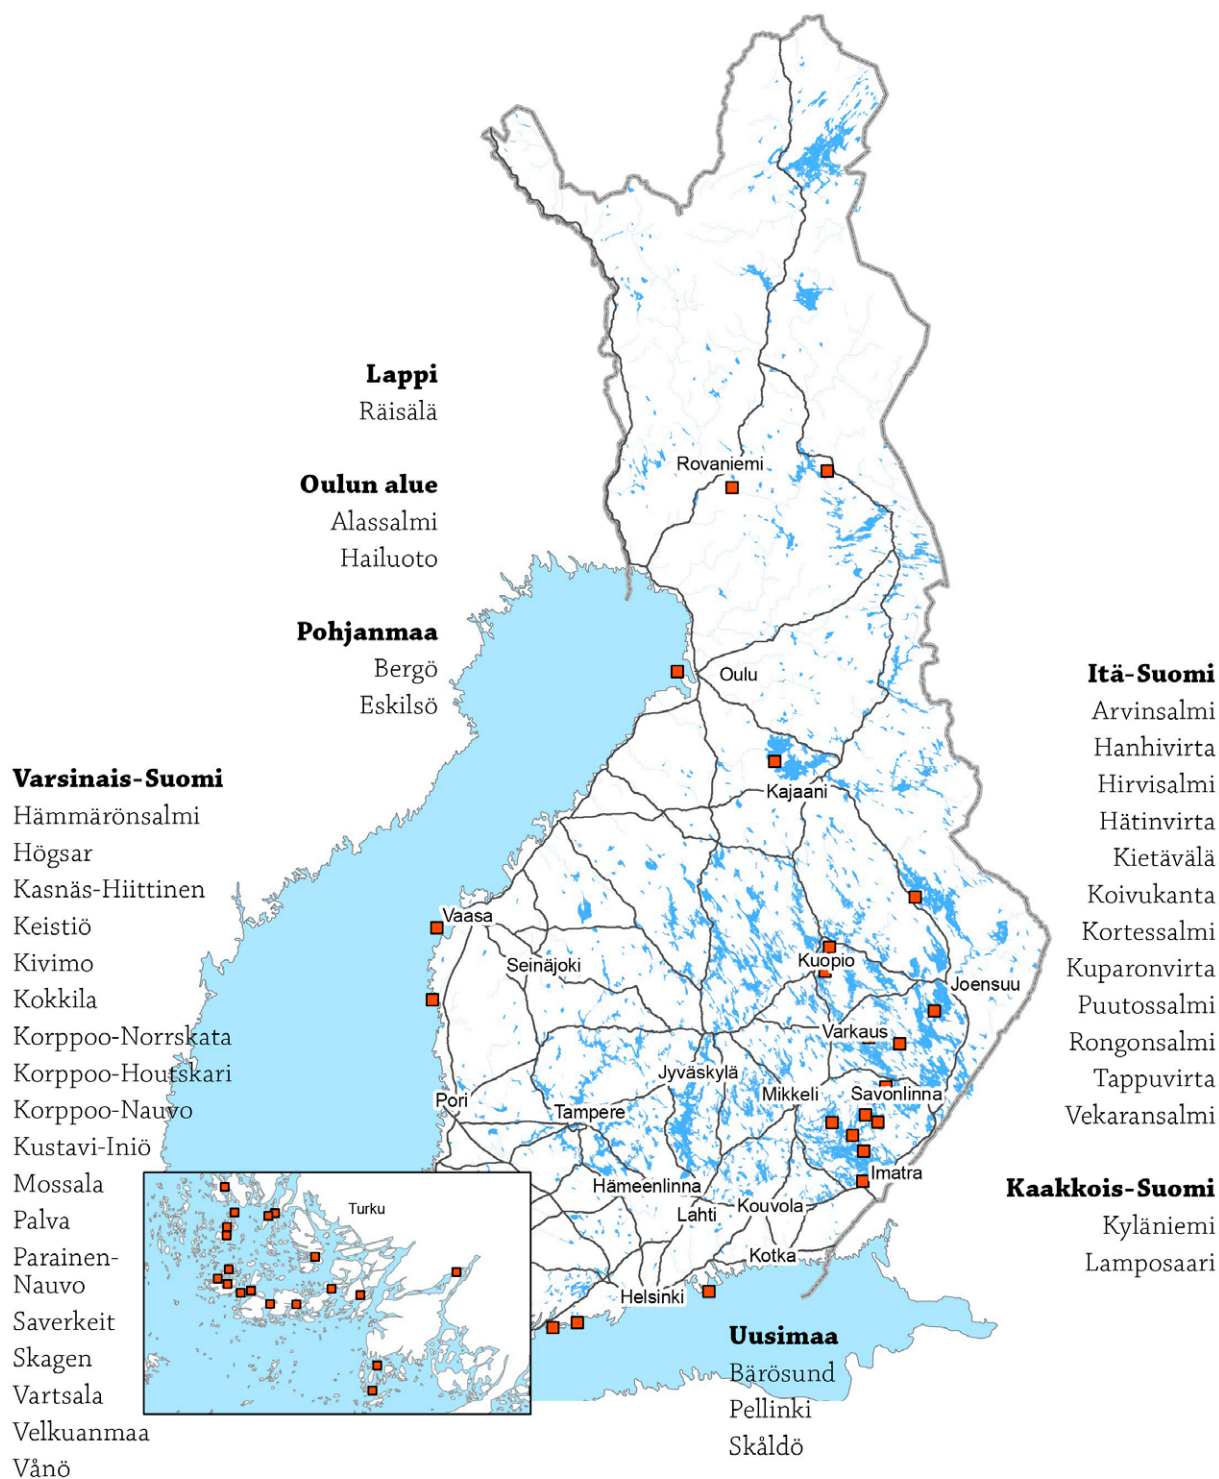 Lappi
Räisälä
Oulun alue
Alassalmi
Hailuoto
Pohjanmaa
Bergö
Eskilsö
Varsinais-Suomi
Hämmärönsalmi
Högsar
Kasnäs-Hiittinen
Keistiö
Kivimo
Kokkila
Korppoo-Norrskata
Korppoo-Houtskari
Korppoo-Nauvo
Kustavi-Iniö
Mossala
Palva
Parainen-
Nauvo
Saverkeit
Skagen
Vartsala
Velkuanmaa
Vånö
Rovaniemi
Oulu
Kajaani
Vaasa
Seinäjoki
Kuopio
Joensuu
Varkaus
Jyväskylä
Mikkeli
Savonlinna
Pori
Tampere
Imatra
Hämeenlinna
Lahti
Kouvola
Kotka
Helsinki
Turku
Itä-Suomi
Arvinsalmi
Hanhivirta
Hirvisalmi
Hätinvirta
Kietävälä
Koivukanta
Kortessalmi
Kuparonvirta
Puutossalmi
Rongonsalmi
Tappuvirta
Vekaransalmi
Kaakkois-Suomi
Kyläniemi
Lamposaari
Uusimaa
Bärösund
Pellinki
Skåldö